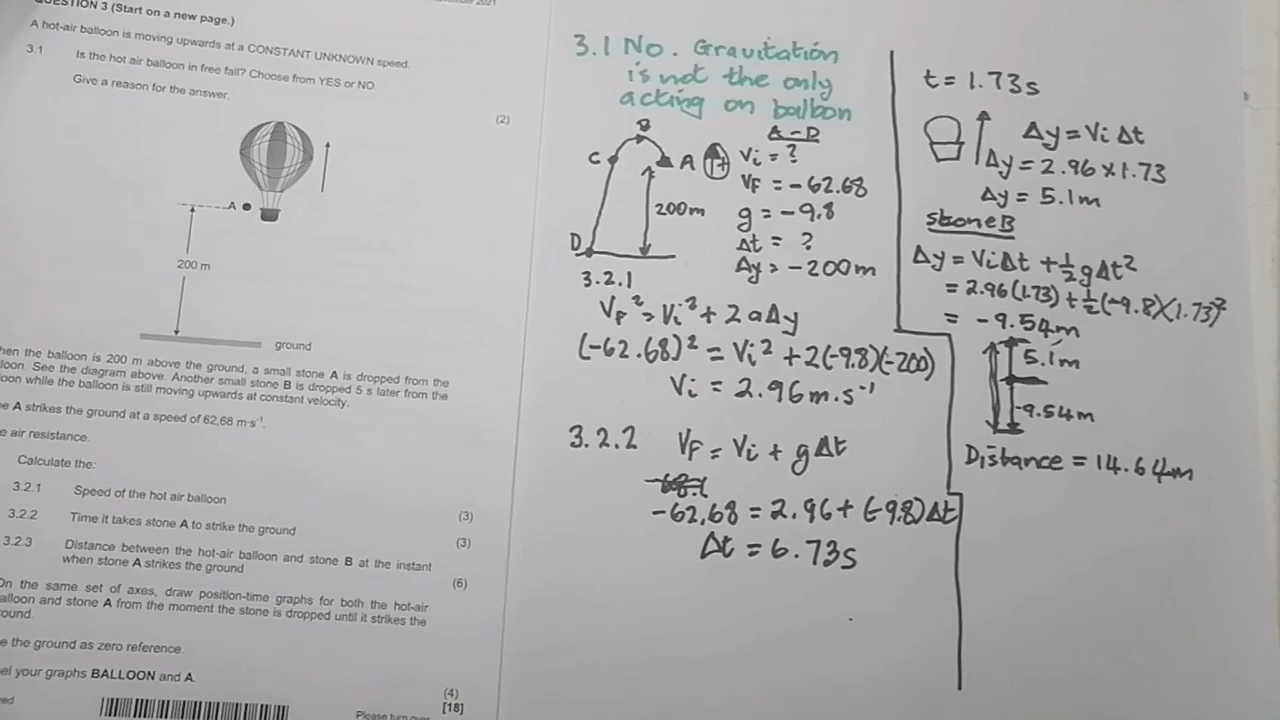 QUESTION 3 (Start on a new page.)
A hot-air balloon is moving upwards at a CONSTANT UNKNOWN speed.
3.1 Is the hot air balloon in free fall? Choose from YES or NO.
Give a reason for the answer.
(2)
A
200 m
ground
hen the balloon is 200 m above the ground, a small stone A is dropped from the
lloon. See the diagram above. Another small stone B is dropped 5 s later from the
loon while the balloon is still moving upwards at constant velocity.
e A strikes the ground at a speed of 62,68 m·s⁻¹.
e air resistance.
Calculate the:
3.2.1 Speed of the hot air balloon
(3)
3.2.2 Time it takes stone A to strike the ground
(3)
3.2.3 Distance between the hot-air balloon and stone B at the instant
when stone A strikes the ground
(6)
On the same set of axes, draw position-time graphs for both the hot-air
alloon and stone A from the moment the stone is dropped until it strikes the
ound.
e the ground as zero reference.
el your graphs BALLOON and A.
(4)
[18]
Please turn over
3.1 No. Gravitation
is not the only
acting on balloon
B
C
A
D
200m
A-D
Vi = ?
VF = -62.68
g = -9.8
Δt = ?
Δy = -200m
3.2.1
VF² = Vi² + 2aΔy
(-62.68)² = Vi² + 2(-9.8)(-200)
Vi = 2.96m.s⁻¹
3.2.2 VF = Vi + gΔt
-62,68 = 2.96 + (-9.8)Δt
Δt = 6.73s
t = 1.73s
Δy = Vi Δt
Δy = 2.96 x 1.73
Δy = 5.1m
stone B
Δy = ViΔt + ½gΔt²
= 2.96(1.73) + ½(-9.8)(1.73)²
= -9.54m
5.1m
-9.54m
Distance = 14.64m